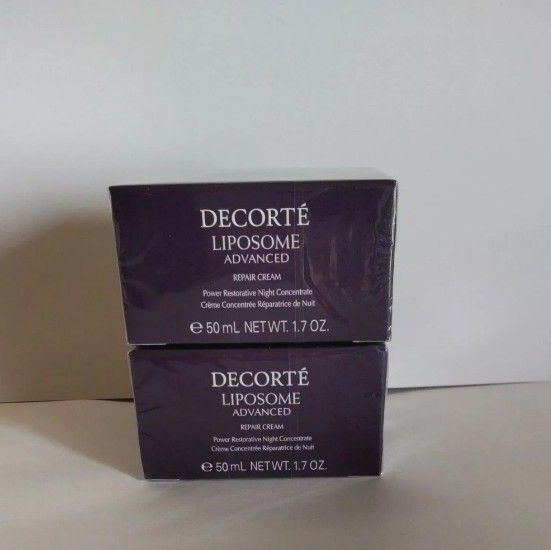 DECORTÉ
LIPOSOME
ADVANCED
REPAIR CREAM
Power Restorative Night Concentrate
Crème Concentrée Réparatrice de Nuit
℮ 50 mL NET WT. 1.7 OZ.
DECORTÉ
LIPOSOME
ADVANCED
REPAIR CREAM
Power Restorative Night Concentrate
Crème Concentrée Réparatrice de Nuit
℮ 50 mL NET WT. 1.7 OZ.